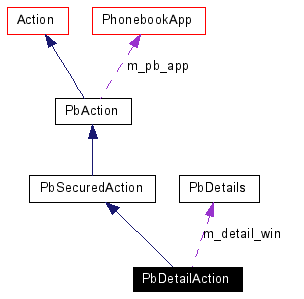 Action
PhonebookApp
m_pb_app
PbAction
PbSecuredAction
PbDetails
m_detail_win
PbDetailAction